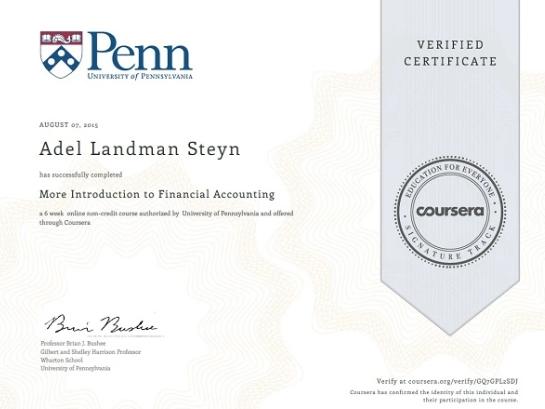 Penn
UNIVERSITY of PENNSYLVANIA
VERIFIED
CERTIFICATE
AUGUST 07, 2015
Adel Landman Steyn
has successfully completed
More Introduction to Financial Accounting
a 6 week online non-credit course authorized by University of Pennsylvania and offered
through Coursera
EDUCATION FOR EVERYONE
coursera
SIGNATURE TRACK
Brian Bushee
Professor Brian J. Bushee
Gilbert and Shelley Harrison Professor
Wharton School
University of Pennsylvania
Verify at coursera.org/verify/GQ7GPL2SDJ
Coursera has confirmed the identity of this individual and
their participation in the course.